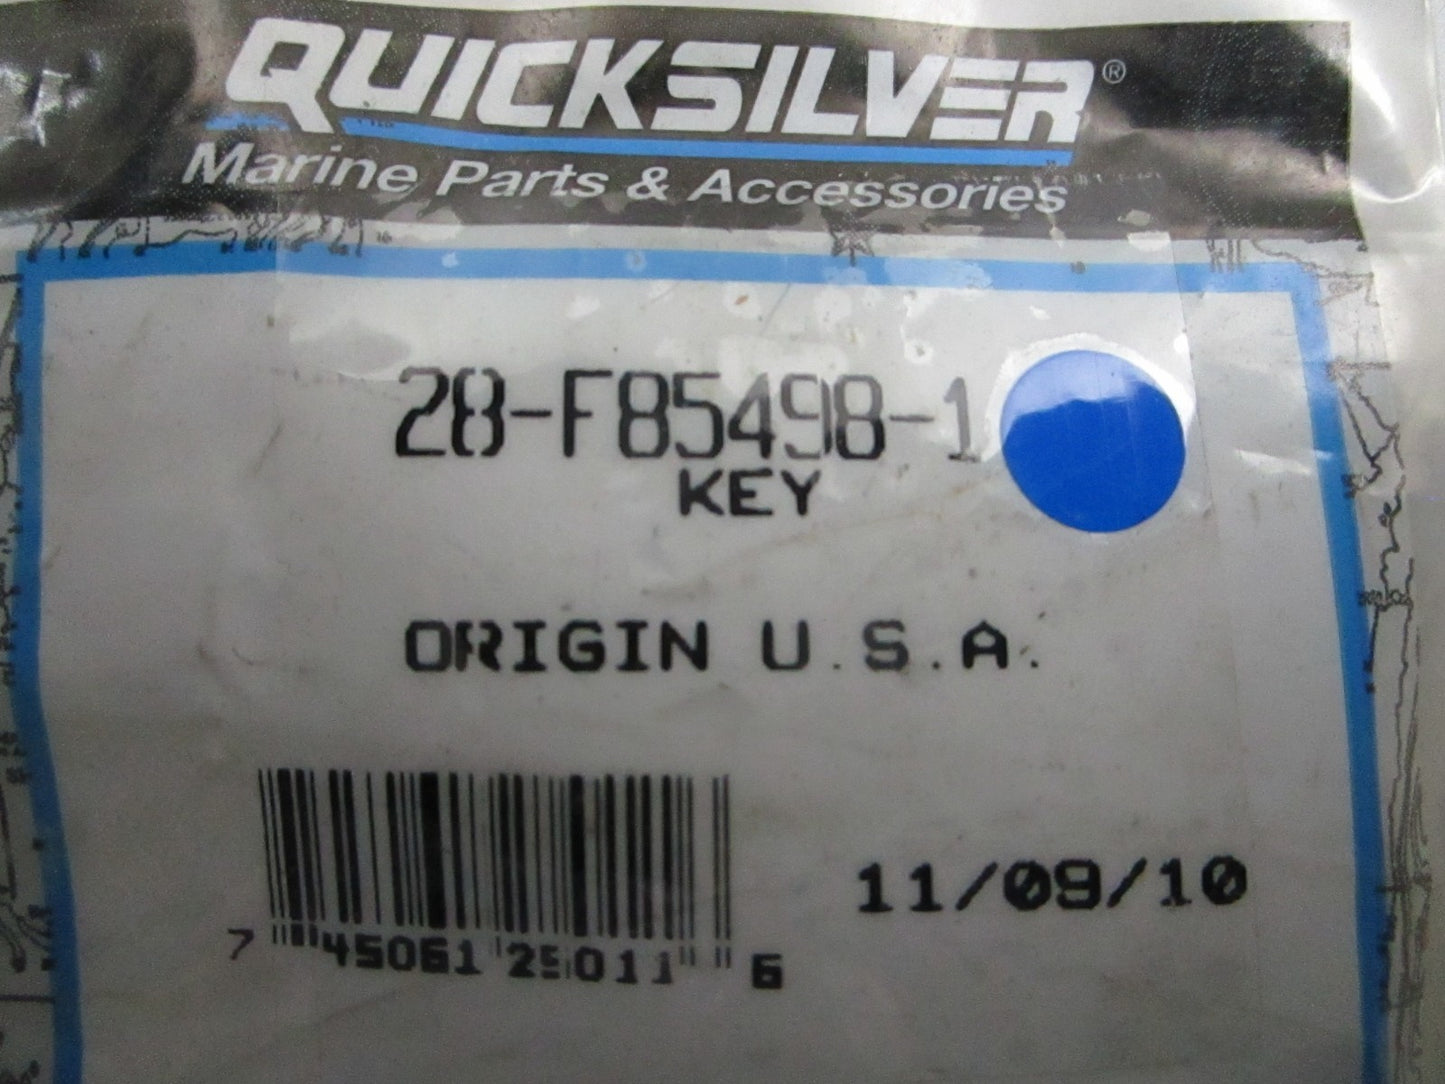 QUICKSILVER®
Marine Parts & Accessories
28-F85498-1
KEY
ORIGIN U.S.A.
11/09/10
7 45061 25011 6